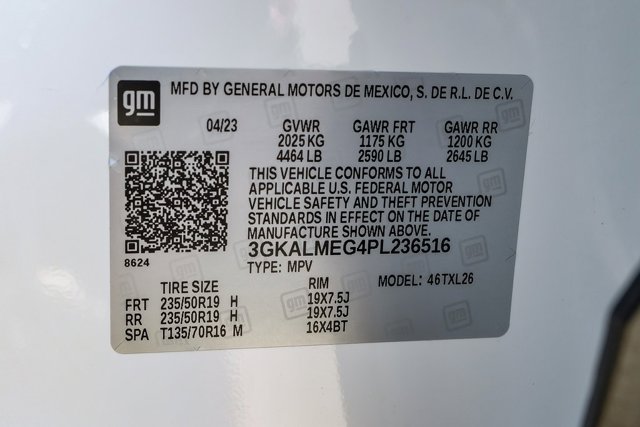 gm MFD BY GENERAL MOTORS DE MEXICO, S. DE R.L. DE C.V.
04/23 GVWR GAWR FRT GAWR RR
2025 KG 1175 KG 1200 KG
4464 LB 2590 LB 2645 LB
THIS VEHICLE CONFORMS TO ALL
APPLICABLE U.S. FEDERAL MOTOR
VEHICLE SAFETY AND THEFT PREVENTION
STANDARDS IN EFFECT ON THE DATE OF
MANUFACTURE SHOWN ABOVE.
3GKALMEG4PL236516
8624 TYPE: MPV MODEL: 46TXL26
TIRE SIZE RIM
FRT 235/50R19 H 19X7.5J
RR 235/50R19 H 19X7.5J
SPA T135/70R16 M 16X4BT